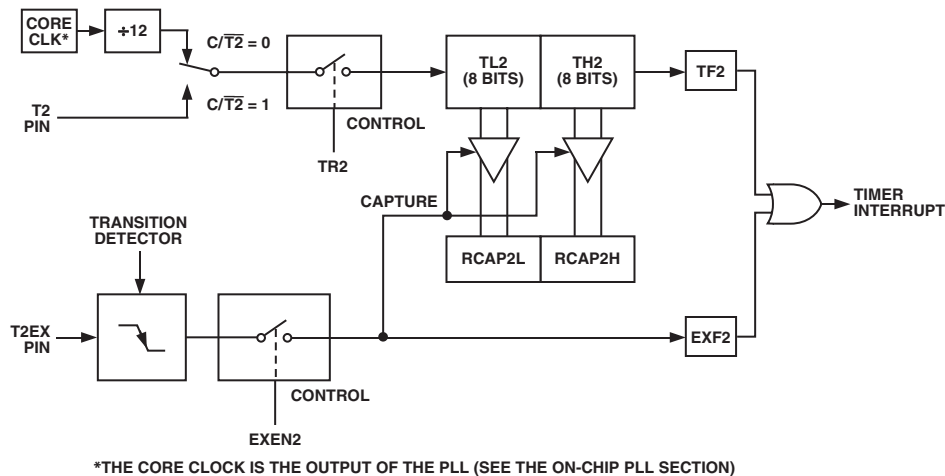 CORE
CLK*
÷12
C/T2̅ = 0
C/T2̅ = 1
T2
PIN
CONTROL
TR2
TL2
(8 BITS)
TH2
(8 BITS)
TF2
CAPTURE
TIMER
INTERRUPT
TRANSITION
DETECTOR
RCAP2L
RCAP2H
T2EX
PIN
EXF2
CONTROL
EXEN2
*THE CORE CLOCK IS THE OUTPUT OF THE PLL (SEE THE ON-CHIP PLL SECTION)